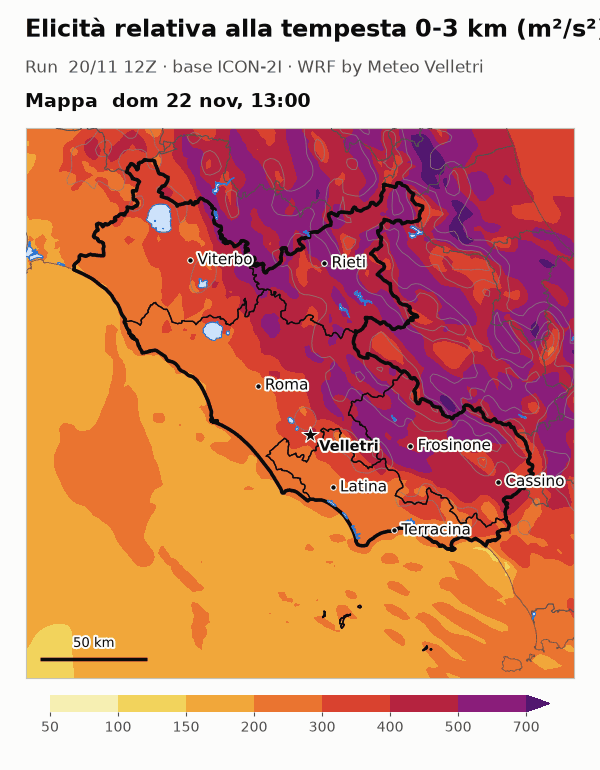 Elicità relativa alla tempesta 0-3 km (m²/s²)
Run 20/11 12Z · base ICON-2I · WRF by Meteo Velletri
Mappa dom 22 nov, 13:00
Viterbo
Rieti
Roma
Velletri
Frosinone
Cassino
Latina
Terracina
50 km
50 100 150 200 300 400 500 700